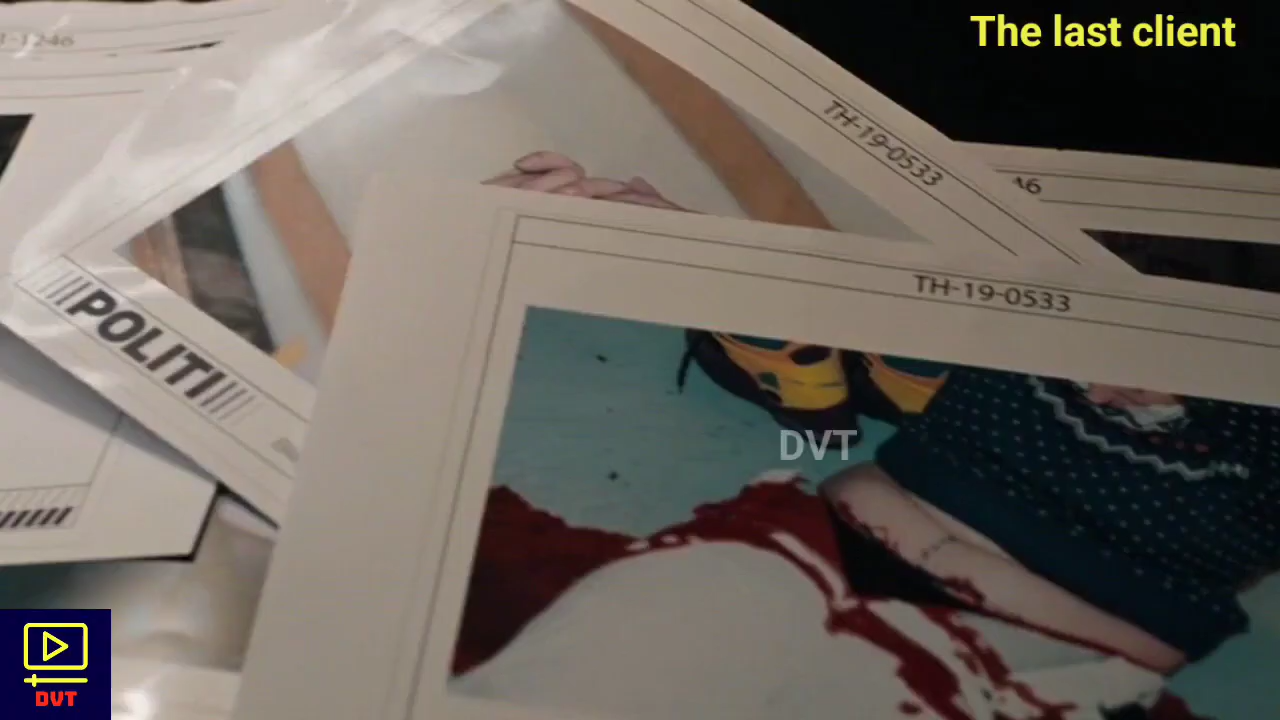 The last client
TH-19-0533
TH-19-0533
POLITI
DVT
DVT